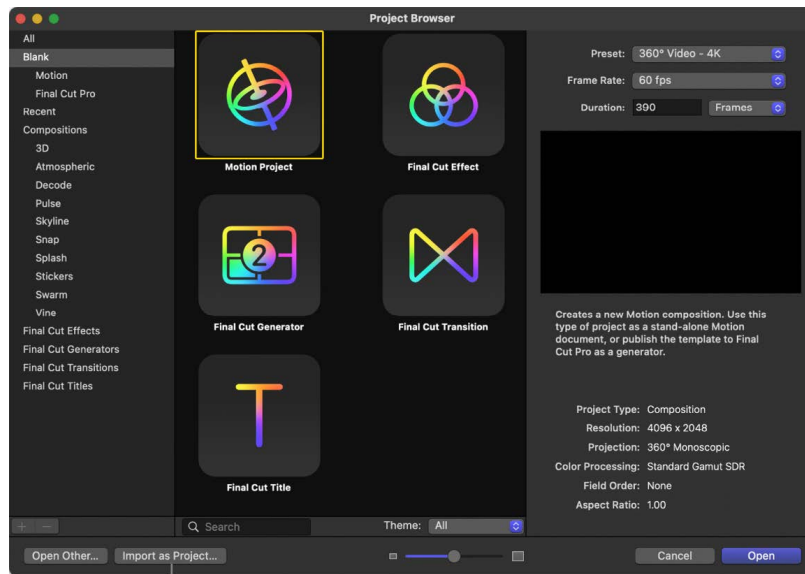 Project Browser
All
Blank
Motion
Final Cut Pro
Recent
Compositions
3D
Atmospheric
Decode
Pulse
Skyline
Snap
Splash
Stickers
Swarm
Vine
Final Cut Effects
Final Cut Generators
Final Cut Transitions
Final Cut Titles
Motion Project
Final Cut Effect
2
Final Cut Generator
Final Cut Transition
T
Final Cut Title
Search
Theme: All
Preset: 360° Video - 4K
Frame Rate: 60 fps
Duration: 390 Frames
Creates a new Motion composition. Use this
type of project as a stand-alone Motion
document, or publish the template to Final
Cut Pro as a generator.
Project Type: Composition
Resolution: 4096 x 2048
Projection: 360° Monoscopic
Color Processing: Standard Gamut SDR
Field Order: None
Aspect Ratio: 1.00
Open Other...
Import as Project...
Cancel
Open